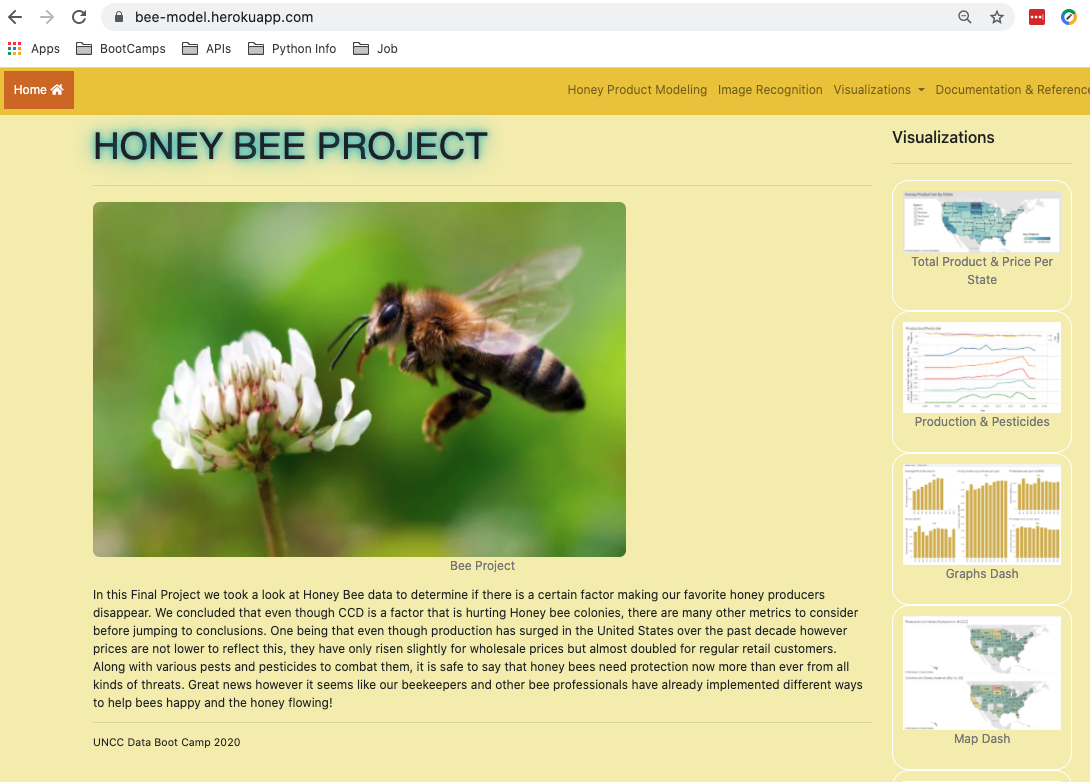 bee-model.herokuapp.com
Apps BootCamps APIs Python Info Job
Home Honey Product Modeling Image Recognition Visualizations Documentation & Reference
HONEY BEE PROJECT
Bee Project
In this Final Project we took a look at Honey Bee data to determine if there is a certain factor making our favorite honey producers
disappear. We concluded that even though CCD is a factor that is hurting Honey bee colonies, there are many other metrics to consider
before jumping to conclusions. One being that even though production has surged in the United States over the past decade however
prices are not lower to reflect this, they have only risen slightly for wholesale prices but almost doubled for regular retail customers.
Along with various pests and pesticides to combat them, it is safe to say that honey bees need protection now more than ever from all
kinds of threats. Great news however it seems like our beekeepers and other bee professionals have already implemented different ways
to help bees happy and the honey flowing!
UNCC Data Boot Camp 2020
Visualizations
Honey Production by State
Total Product & Price Per
State
Production/Pesticide
Production & Pesticides
Graphs Dash
Map Dash